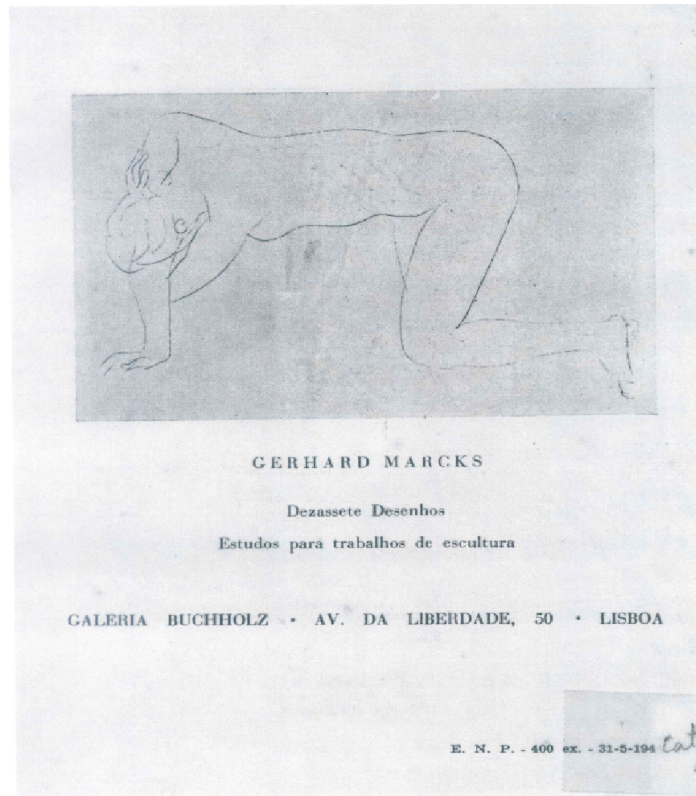 GERHARD MARCKS
Dezassete Desenhos
Estudos para trabalhos de escultura
GALERIA BUCHHOLZ • AV. DA LIBERDADE, 50 • LISBOA
E. N. P. - 400 ex. - 31-5-194
cat